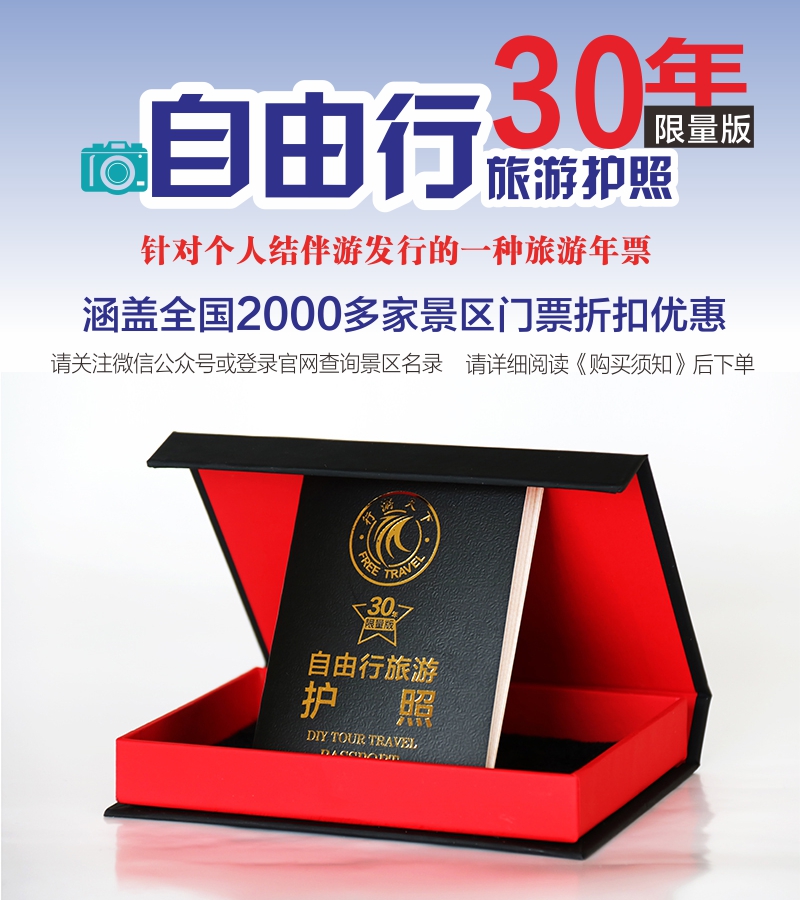 自由行
30年
限量版
旅游护照
针对个人结伴游发行的一种旅游年票
涵盖全国2000多家景区门票折扣优惠
请关注微信公众号或登录官网查询景区名录 请详细阅读《购买须知》后下单
行游天下
FREE TRAVEL
30年
限量版
自由行旅游
护 照
DIY TOUR TRAVEL
PASSPORT